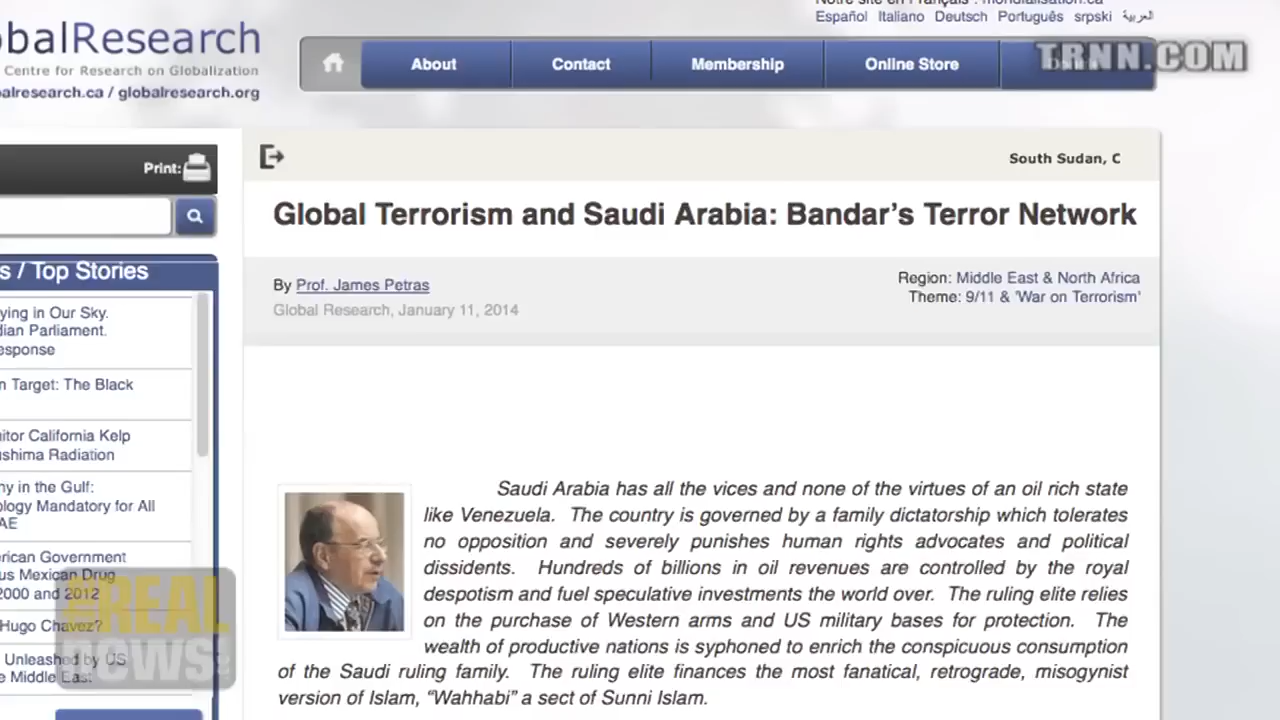 Español Italiano Deutsch Português srpski العربية
obalResearch
Centre for Research on Globalization
balresearch.ca / globalresearch.org
About
Contact
Membership
Online Store
TRNN.COM
Print:
South Sudan, C
Global Terrorism and Saudi Arabia: Bandar's Terror Network
By Prof. James Petras
Global Research, January 11, 2014
Region: Middle East & North Africa
Theme: 9/11 & 'War on Terrorism'
s / Top Stories
ying in Our Sky.
dian Parliament.
esponse
n Target: The Black
nitor California Kelp
ushima Radiation
ny in the Gulf:
ology Mandatory for All
AE
erican Government
us Mexican Drug
2000 and 2012
Hugo Chavez?
Unleashed by US
e Middle East:
THE REAL
news.com
Saudi Arabia has all the vices and none of the virtues of an oil rich state
like Venezuela. The country is governed by a family dictatorship which tolerates
no opposition and severely punishes human rights advocates and political
dissidents. Hundreds of billions in oil revenues are controlled by the royal
despotism and fuel speculative investments the world over. The ruling elite relies
on the purchase of Western arms and US military bases for protection. The
wealth of productive nations is syphoned to enrich the conspicuous consumption
of the Saudi ruling family. The ruling elite finances the most fanatical, retrograde, misogynist
version of Islam, “Wahhabi” a sect of Sunni Islam.